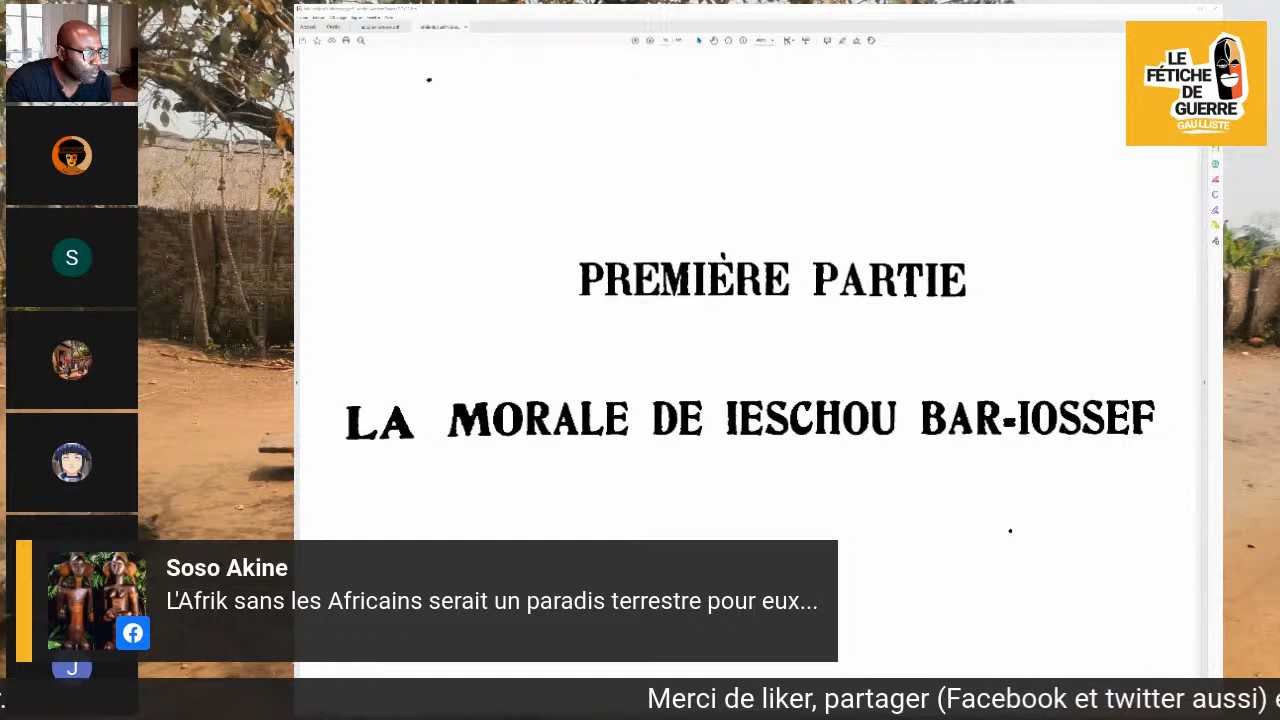 LE
FÉTICHE
DE
GUERRE
GAULLISTE
S
PREMIÈRE PARTIE
LA MORALE DE IESCHOU BAR-IOSSEF
Soso Akine
L'Afrik sans les Africains serait un paradis terrestre pour eux...
J
Merci de liker, partager (Facebook et twitter aussi) e